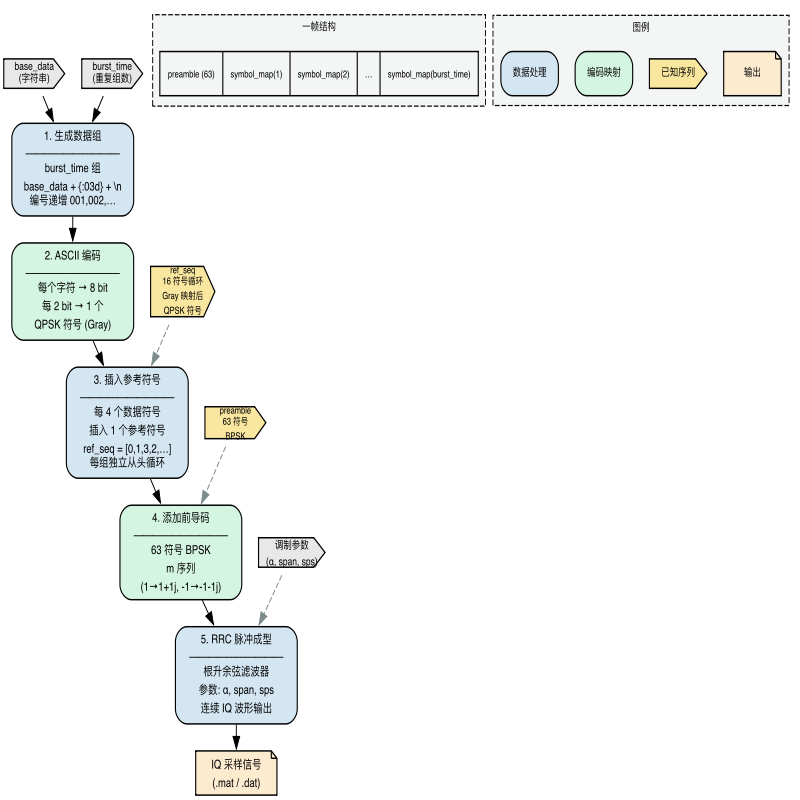 一帧结构
preamble (63)
symbol_map(1)
symbol_map(2)
...
symbol_map(burst_time)
图例
数据处理
编码映射
已知序列
输出
base_data
(字符串)
burst_time
(重复组数)
1. 生成数据组
burst_time 组
base_data + {:03d} + \n
编号递增 001,002,...
2. ASCII 编码
每个字符 → 8 bit
每 2 bit → 1 个
QPSK 符号 (Gray)
ref_seq
16 符号循环
Gray 映射后
QPSK 符号
3. 插入参考符号
每 4 个数据符号
插入 1 个参考符号
ref_seq = [0,1,3,2,...]
每组独立从头循环
preamble
63 符号
BPSK
4. 添加前导码
63 符号 BPSK
m 序列
(1→1+1j, -1→-1-1j)
调制参数
(α, span, sps)
5. RRC 脉冲成型
根升余弦滤波器
参数: α, span, sps
连续 IQ 波形输出
IQ 采样信号
(.mat / .dat)